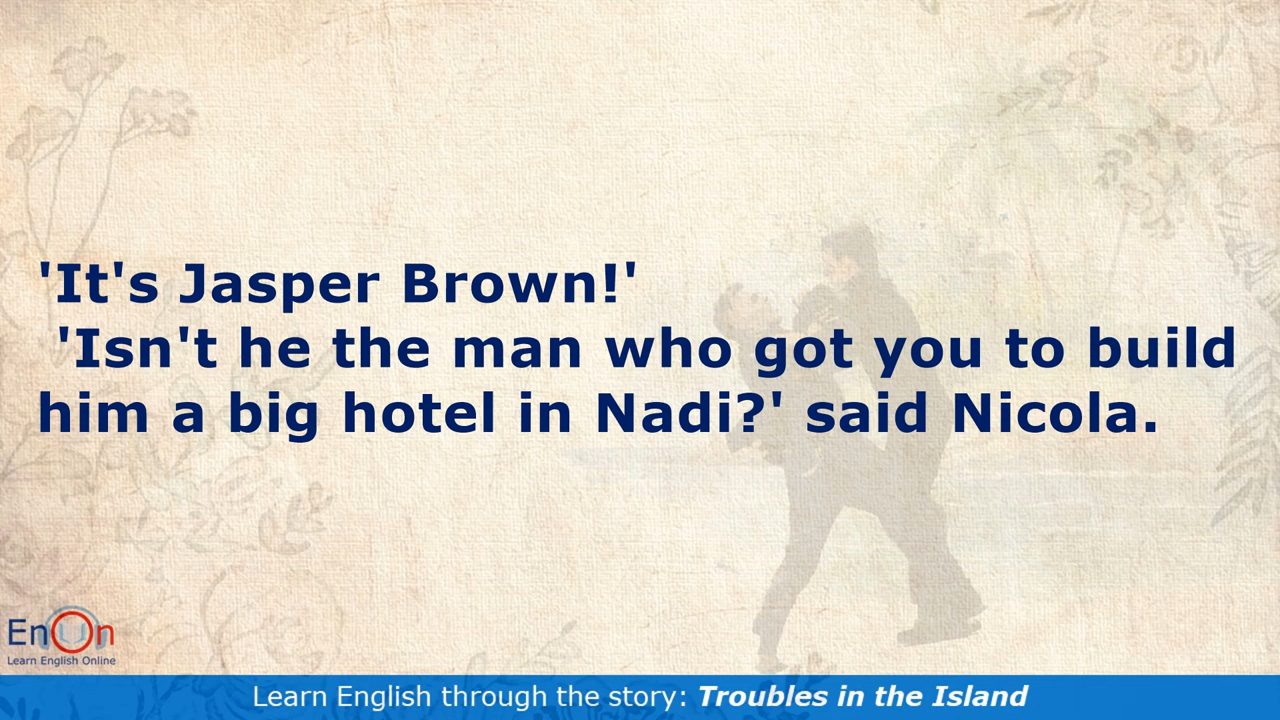 'It's Jasper Brown!'
'Isn't he the man who got you to build
him a big hotel in Nadi?' said Nicola.
EnOn
Learn English Online
Learn English through the story: Troubles in the Island